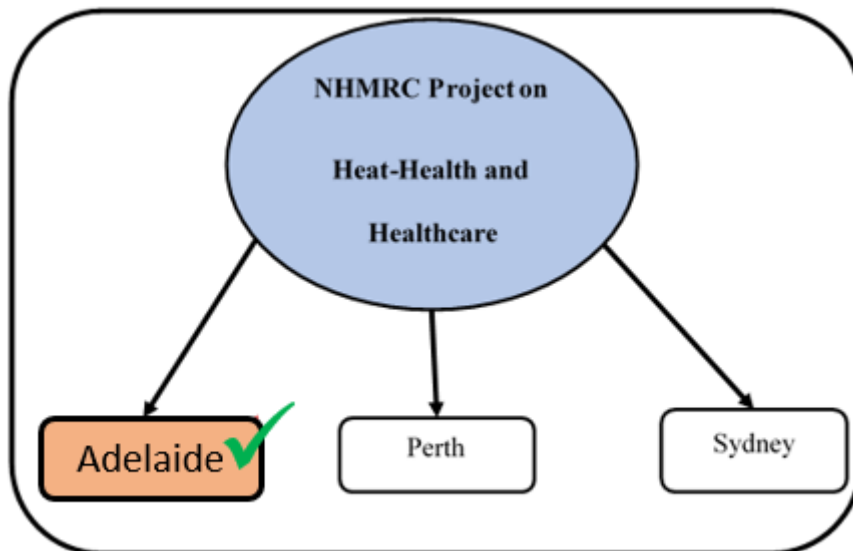 NHMRC Project on
Heat-Health and
Healthcare
Adelaide
Perth
Sydney